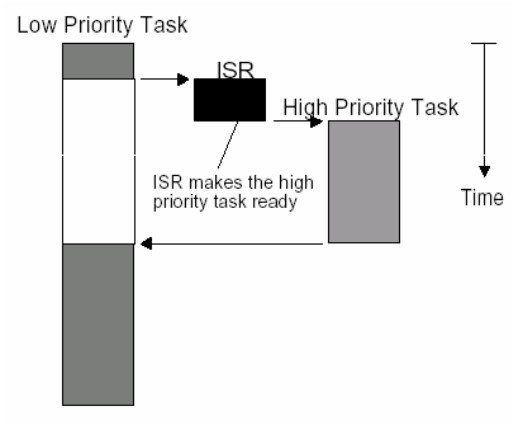 Low Priority Task
ISR
High Priority Task
ISR makes the high
priority task ready
Time